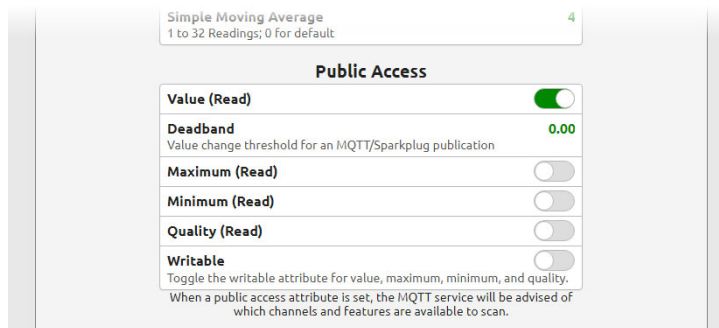 Simple Moving Average 4
1 to 32 Readings; 0 for default
Public Access
Value (Read)
Deadband 0.00
Value change threshold for an MQTT/Sparkplug publication
Maximum (Read)
Minimum (Read)
Quality (Read)
Writable
Toggle the writable attribute for value, maximum, minimum, and quality.
When a public access attribute is set, the MQTT service will be advised of
which channels and features are available to scan.